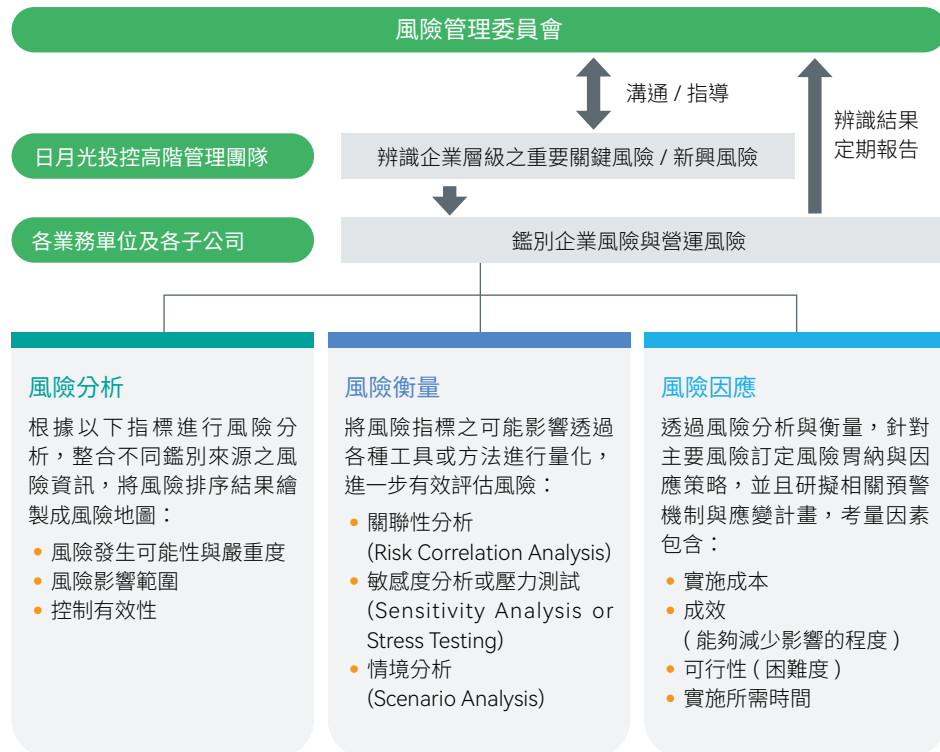 風險管理委員會
溝通 / 指導
辨識結果
定期報告
日月光投控高階管理團隊
辨識企業層級之重要關鍵風險 / 新興風險
各業務單位及各子公司
鑑別企業風險與營運風險
風險分析
根據以下指標進行風險分
析，整合不同鑑別來源之風
險資訊，將風險排序結果繪
製成風險地圖：
• 風險發生可能性與嚴重度
• 風險影響範圍
• 控制有效性
風險衡量
將風險指標之可能影響透過
各種工具或方法進行量化，
進一步有效評估風險：
• 關聯性分析
(Risk Correlation Analysis)
• 敏感度分析或壓力測試
(Sensitivity Analysis or
Stress Testing)
• 情境分析
(Scenario Analysis)
風險因應
透過風險分析與衡量，針對
主要風險訂定風險胃納與因
應策略，並且研擬相關預警
機制與應變計畫，考量因素
包含：
• 實施成本
• 成效
( 能夠減少影響的程度 )
• 可行性 ( 困難度 )
• 實施所需時間